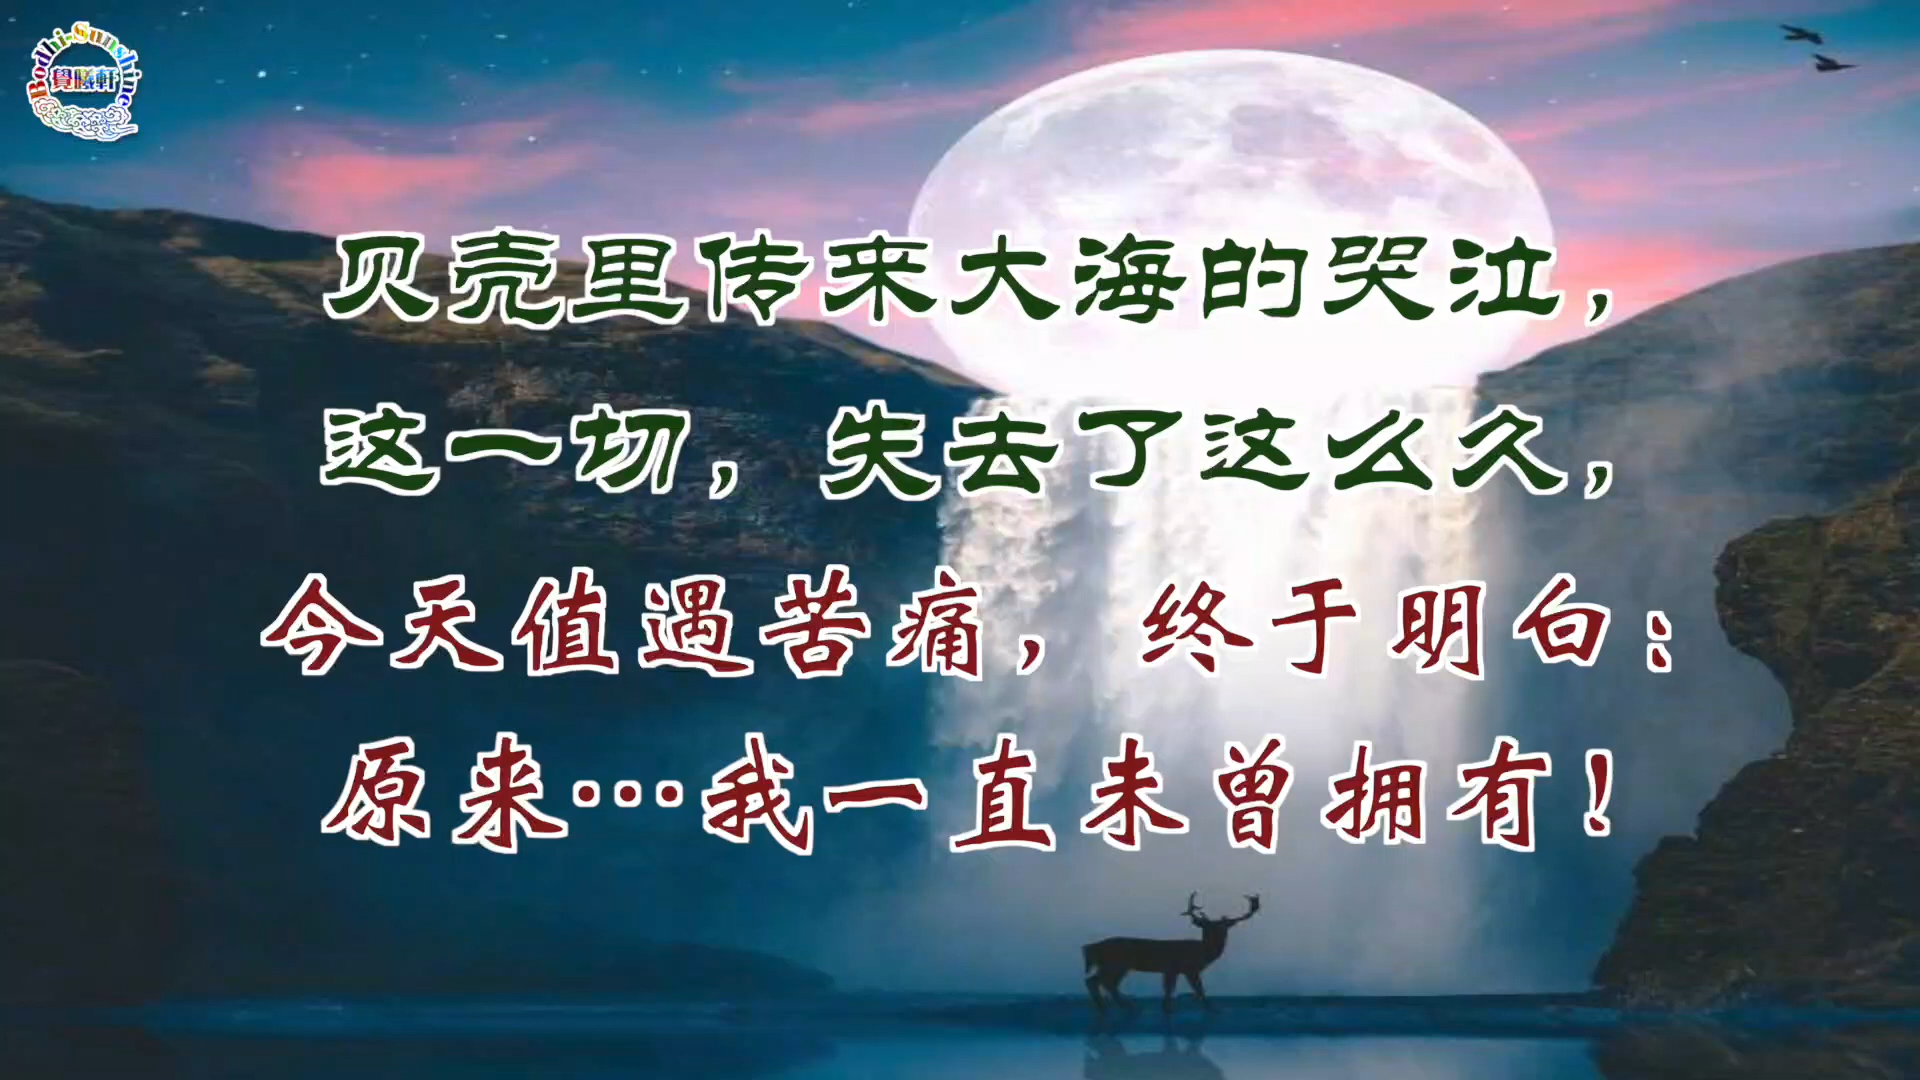 Bodhi-Sunshine
覺曦軒
贝壳里传来大海的哭泣，
这一切，失去了这么久，
今天值遇苦痛，终于明白：
原来…我一直未曾拥有！